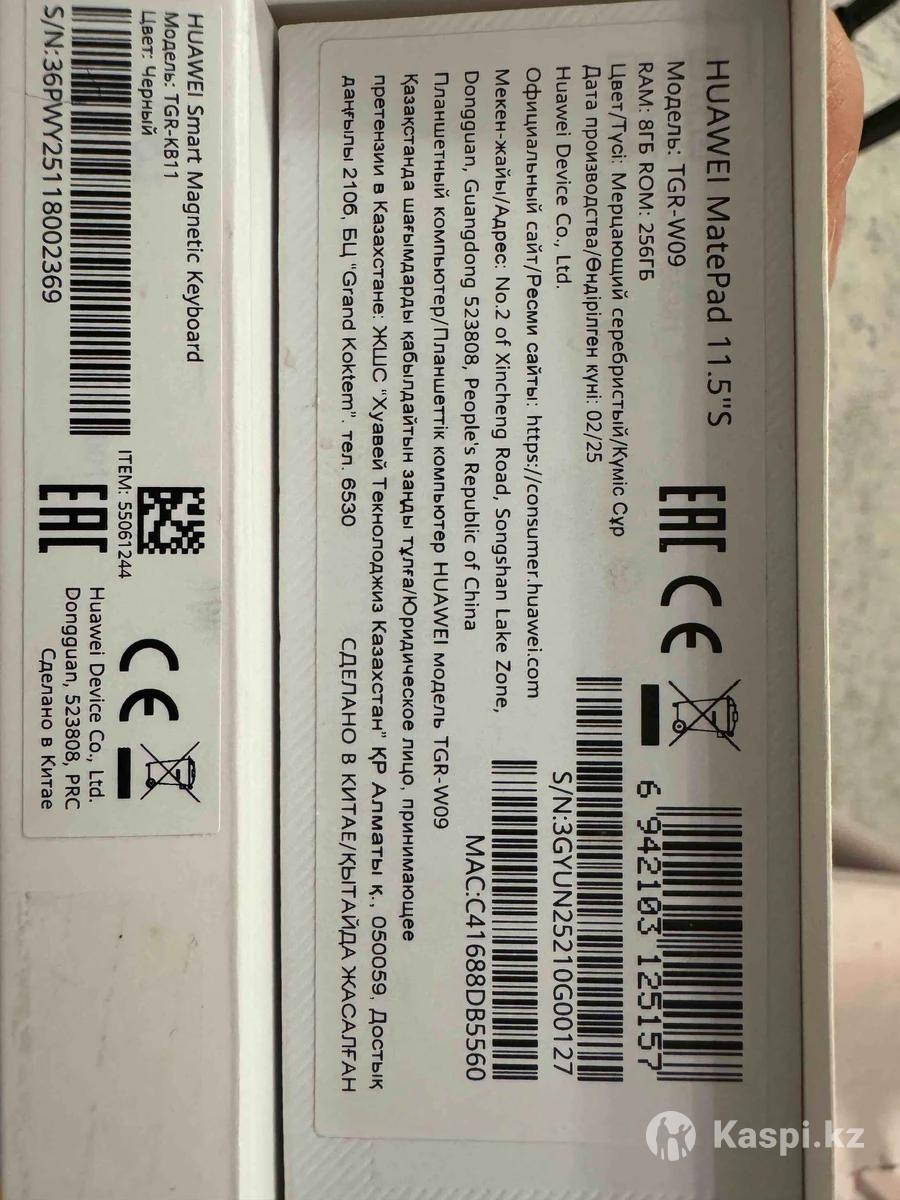 HUAWEI MatePad 11.5"S
Модель: TGR-W09
RAM: 8ГБ ROM: 256ГБ
Цвет/Түсі: Мерцающий серебристый/Күміс Сұр
Дата производства/Өндірілген күні: 02/25
Huawei Device Co., Ltd.
Официальный сайт/Ресми сайты: https://consumer.huawei.com
Мекен-жайы/Адрес: No.2 of Xincheng Road, Songshan Lake Zone,
Dongguan, Guangdong 523808, People's Republic of China
Планшетный компьютер/Планшеттік компьютер HUAWEI модель TGR-W09
Қазақстанда шағымдарды қабылдайтын заңды тұлға/Юридическое лицо, принимающее
претензии в Казахстане: ЖШС "Хуавей Текнолоджиз Казахстан" ҚР Алматы қ., 050059, Достық
даңғылы 210б, БЦ "Grand Koktem". тел. 6530
СДЕЛАНО В КИТАЕ/ҚЫТАЙДА ЖАСАЛҒАН
EAC CE
6 942103 125157
S/N:3GYUN25210G00127
MAC:C41688DB5560
HUAWEI Smart Magnetic Keyboard
Модель: TGR-KB11
Цвет: Черный
S/N:36PWY25118002369
ITEM: 55061244
EAC
CE
Huawei Device Co., Ltd.
Dongguan, 523808, PRC
Сделано в Китае
Kaspi.kz